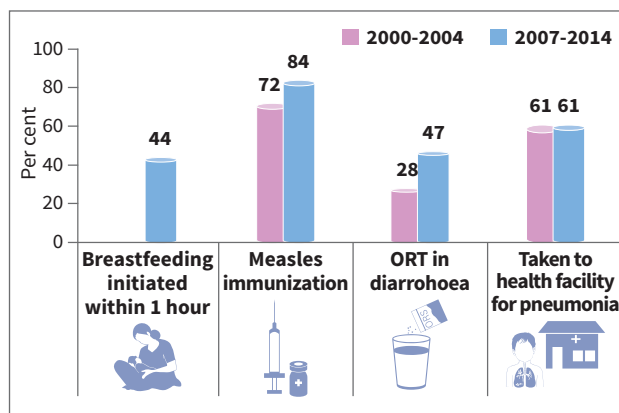 2000-2004
2007-2014
Per cent
100
80
60
40
20
0
44
72
84
28
47
61
61
Breastfeeding
initiated
within 1 hour
Measles
immunization
ORT in
diarrohoea
Taken to
health facility
for pneumonia
ORS